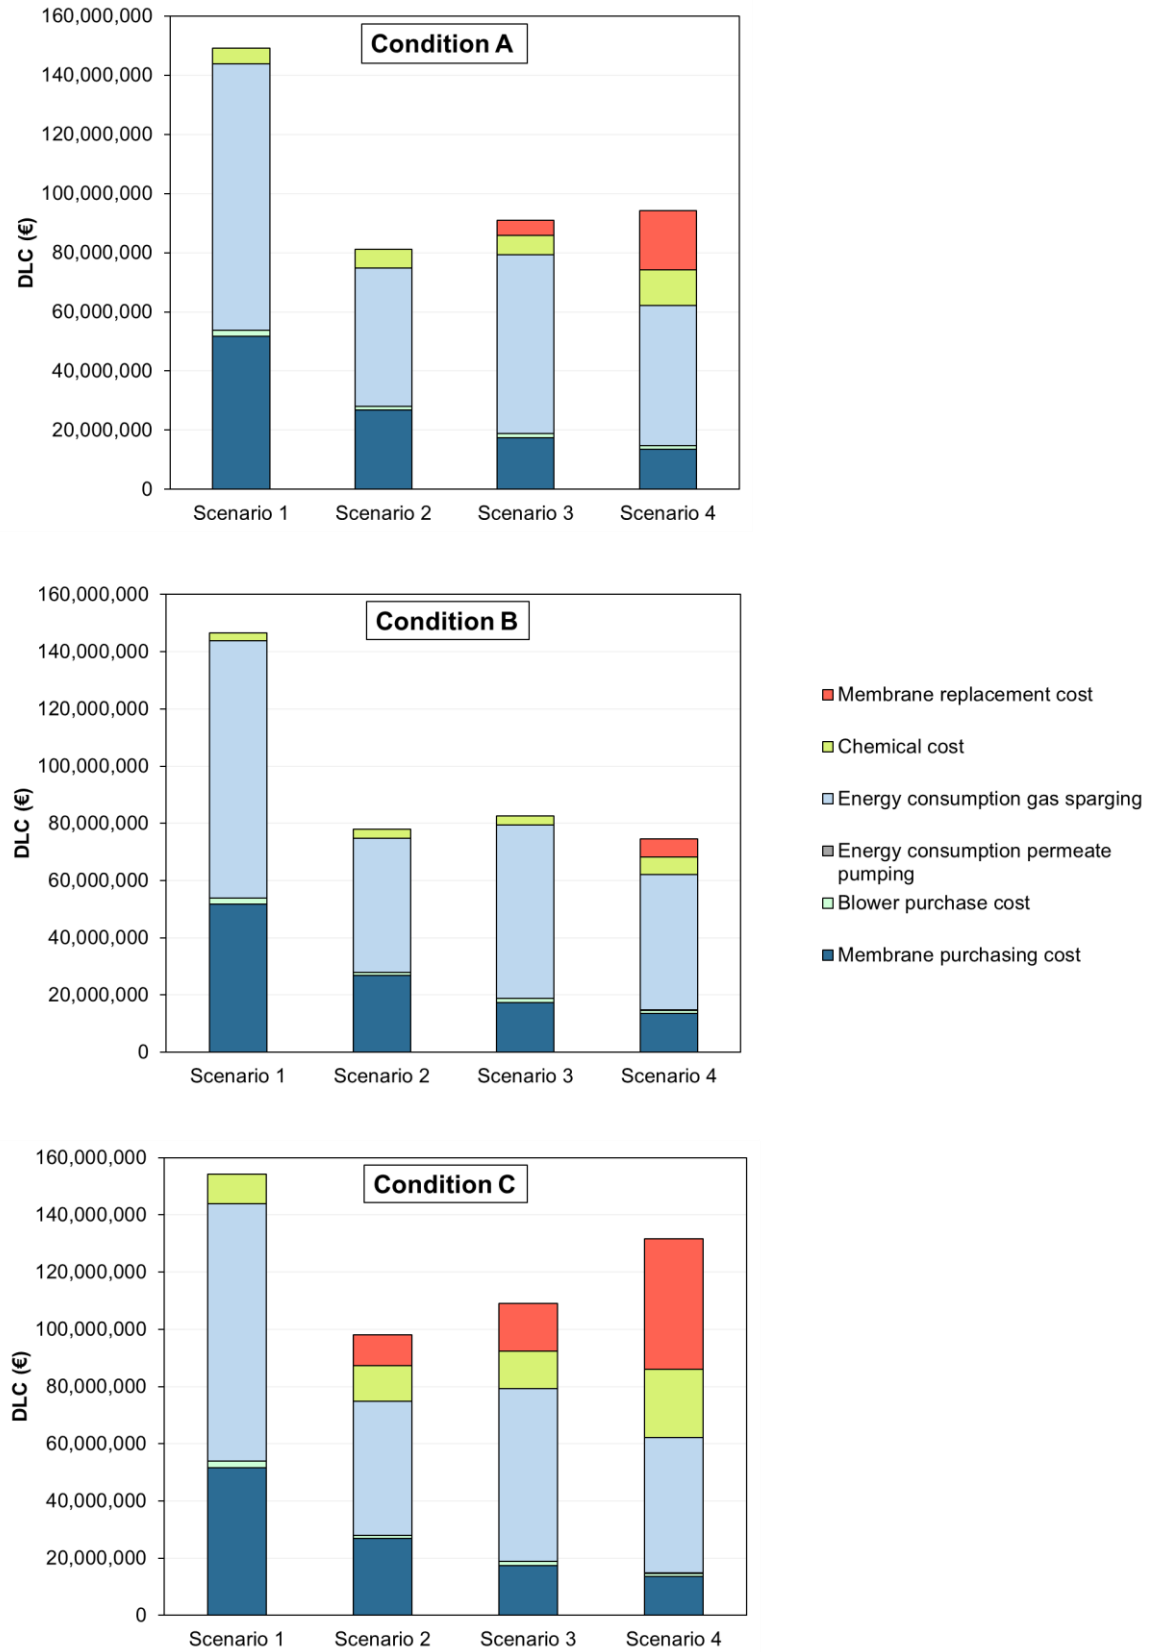 Condition A
DLC (€)
160,000,000
140,000,000
120,000,000
100,000,000
80,000,000
60,000,000
40,000,000
20,000,000
0
Scenario 1
Scenario 2
Scenario 3
Scenario 4
Condition B
DLC (€)
160,000,000
140,000,000
120,000,000
100,000,000
80,000,000
60,000,000
40,000,000
20,000,000
0
Scenario 1
Scenario 2
Scenario 3
Scenario 4
Membrane replacement cost
Chemical cost
Energy consumption gas sparging
Energy consumption permeate
pumping
Blower purchase cost
Membrane purchasing cost
Condition C
DLC (€)
160,000,000
140,000,000
120,000,000
100,000,000
80,000,000
60,000,000
40,000,000
20,000,000
0
Scenario 1
Scenario 2
Scenario 3
Scenario 4